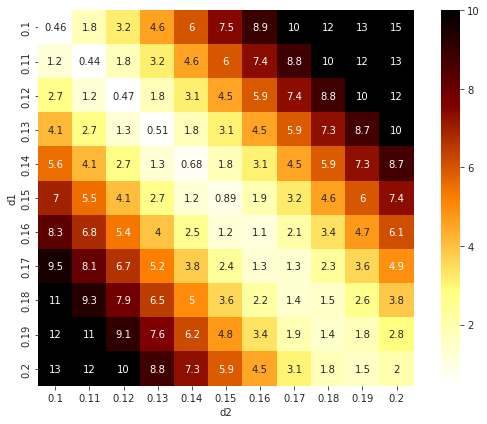 0.1 0.46 1.8 3.2 4.6 6 7.5 8.9 10 12 13 15
0.11 1.2 0.44 1.8 3.2 4.6 6 7.4 8.8 10 12 13
0.12 2.7 1.2 0.47 1.8 3.1 4.5 5.9 7.4 8.8 10 12
0.13 4.1 2.7 1.3 0.51 1.8 3.1 4.5 5.9 7.3 8.7 10
0.14 5.6 4.1 2.7 1.3 0.68 1.8 3.1 4.5 5.9 7.3 8.7
0.15 7 5.5 4.1 2.7 1.2 0.89 1.9 3.2 4.6 6 7.4
0.16 8.3 6.8 5.4 4 2.5 1.2 1.1 2.1 3.4 4.7 6.1
0.17 9.5 8.1 6.7 5.2 3.8 2.4 1.3 1.3 2.3 3.6 4.9
0.18 11 9.3 7.9 6.5 5 3.6 2.2 1.4 1.5 2.6 3.8
0.19 12 11 9.1 7.6 6.2 4.8 3.4 1.9 1.4 1.8 2.8
0.2 13 12 10 8.8 7.3 5.9 4.5 3.1 1.8 1.5 2
0.1 0.11 0.12 0.13 0.14 0.15 0.16 0.17 0.18 0.19 0.2
d2
d1
10
8
6
4
2